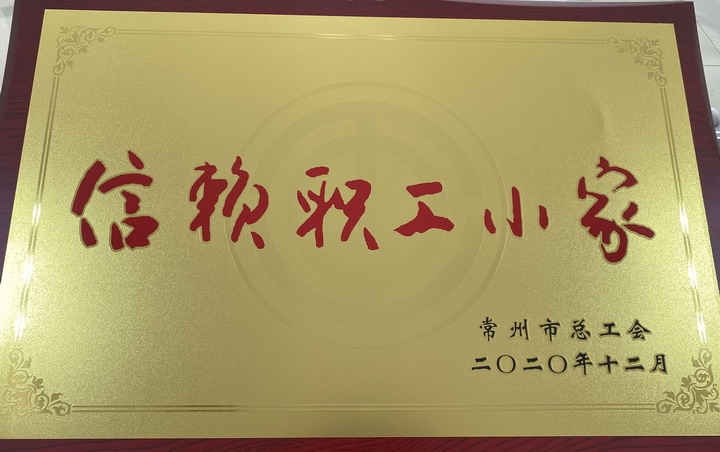 信赖职工小家
常州市总工会
二〇二〇年十二月